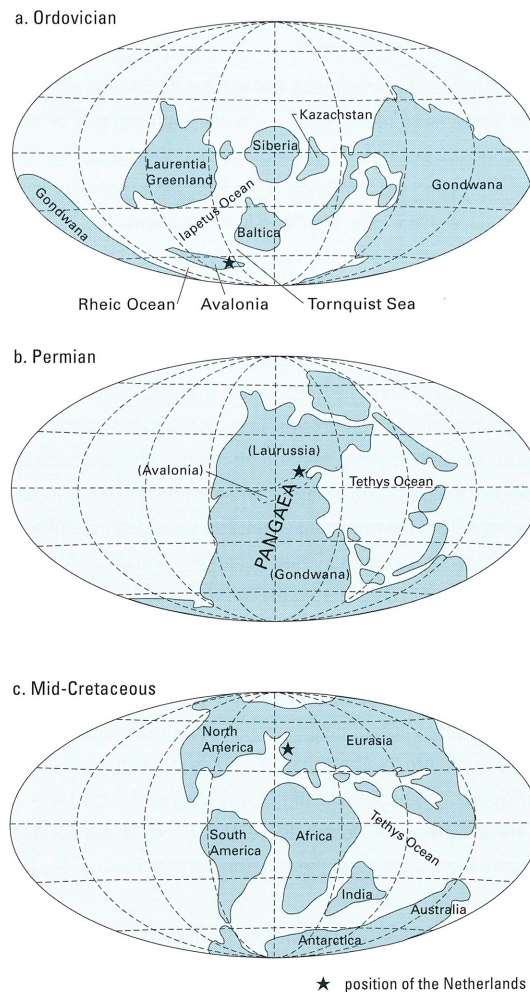 a. Ordovician
Kazachstan
Siberia
Laurentia
Greenland
Gondwana
Gondwana
Iapetus Ocean
Baltica
Rheic Ocean
Avalonia
Tornquist Sea
b. Permian
(Laurussia)
(Avalonia)
Tethys Ocean
PANGAEA
(Gondwana)
c. Mid-Cretaceous
North
America
Eurasia
Tethys Ocean
South
America
Africa
India
Australia
Antarctica
position of the Netherlands